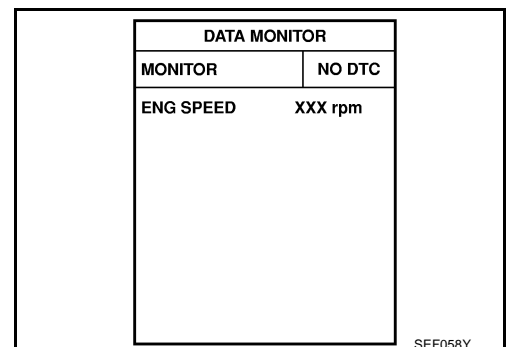 DATA MONITOR
MONITOR NO DTC
ENG SPEED XXX rpm
SEF058Y